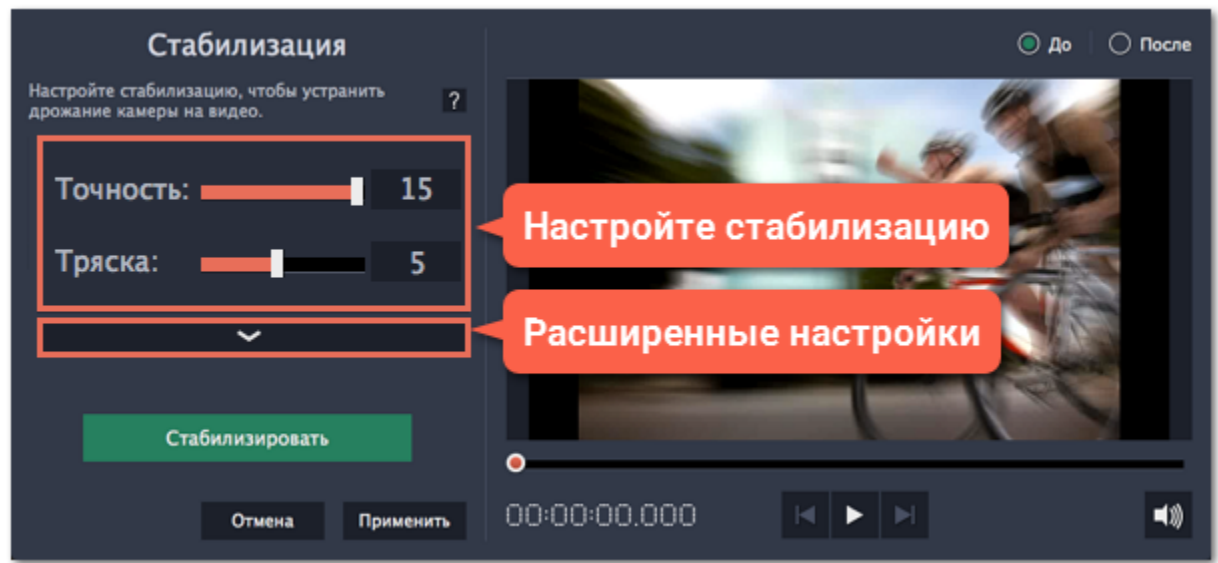 Стабилизация
Настройте стабилизацию, чтобы устранить
дрожание камеры на видео.
?
Точность: 15
Тряска: 5
Стабилизировать
Отмена
Применить
До
После
Настройте стабилизацию
Расширенные настройки
00:00:00.000